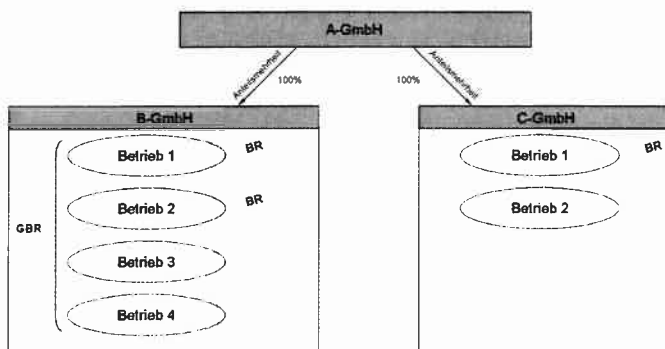 A-GmbH
Anteilsmehrheit
100%
100%
Anteilsmehrheit
B-GmbH
C-GmbH
Betrieb 1
BR
Betrieb 1
BR
Betrieb 2
BR
Betrieb 2
GBR
Betrieb 3
Betrieb 4